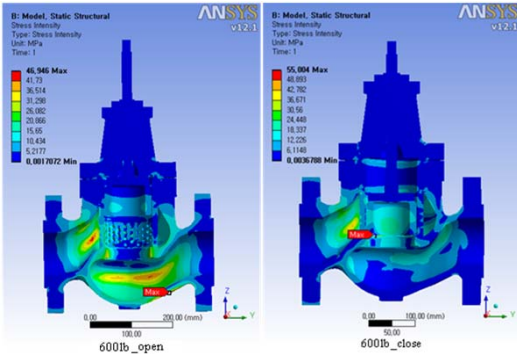 B: Model, Static Structural
Stress Intensity
Type: Stress Intensity
Unit: MPa
Time: 1
46,946 Max
41,73
36,514
31,298
26,082
20,866
15,65
10,434
5,2177
0,0017072 Min
ANSYS
v12.1
Max
0.00
200.00 (mm)
100.00
Z
X
Y
600lb_open
B: Model, Static Structural
Stress Intensity
Type: Stress Intensity
Unit: MPa
Time: 1
55,004 Max
48,893
42,782
36,671
30,56
24,448
18,337
12,226
6,1148
0,0036708 Min
ANSYS
v12.1
Max
0.00
100.00 (mm)
50.00
Z
X
Y
600lb_close